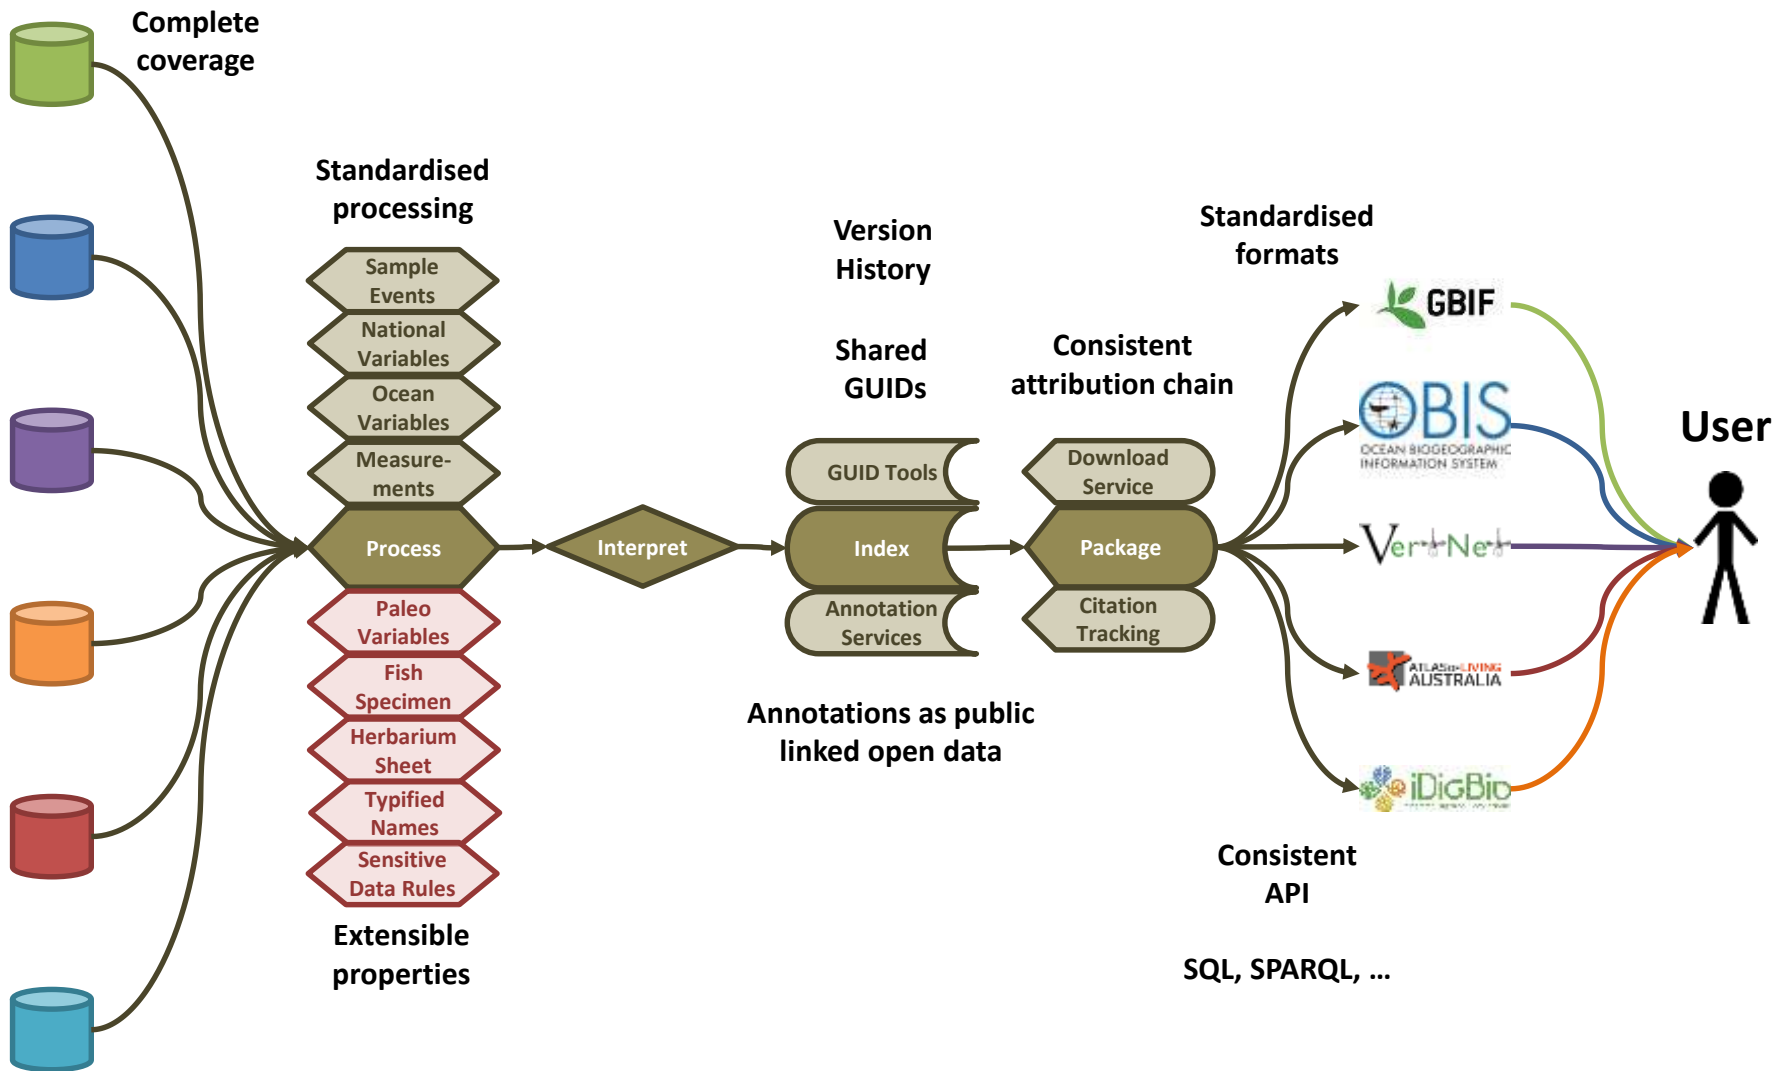 Complete
coverage
Standardised
processing
Sample
Events
National
Variables
Ocean
Variables
Measure-
ments
Process
Paleo
Variables
Fish
Specimen
Herbarium
Sheet
Typified
Names
Sensitive
Data Rules
Extensible
properties
Interpret
Version
History
Shared
GUIDs
GUID Tools
Index
Annotation
Services
Annotations as public
linked open data
Consistent
attribution chain
Download
Service
Package
Citation
Tracking
Standardised
formats
GBIF
OBIS
OCEAN BIOGEOGRAPHIC
INFORMATION SYSTEM
VertNet
ATLAS OF LIVING
AUSTRALIA
iDigBio
Consistent
API
SQL, SPARQL, ...
User